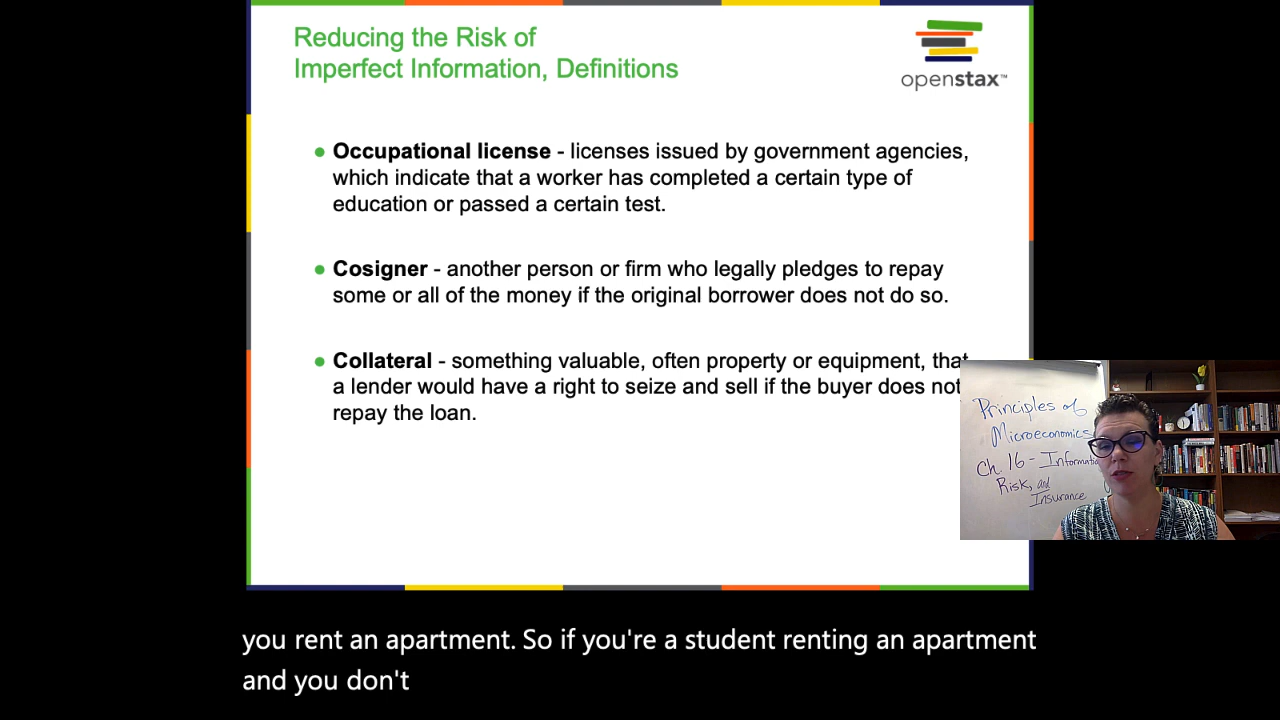 Reducing the Risk of
Imperfect Information, Definitions
openstax™
● Occupational license - licenses issued by government agencies,
which indicate that a worker has completed a certain type of
education or passed a certain test.
● Cosigner - another person or firm who legally pledges to repay
some or all of the money if the original borrower does not do so.
● Collateral - something valuable, often property or equipment, that
a lender would have a right to seize and sell if the buyer does not
repay the loan.
Principles of
Microeconomics
Ch. 16 - Informatio
Risk, and
Insurance
you rent an apartment. So if you're a student renting an apartment
and you don't